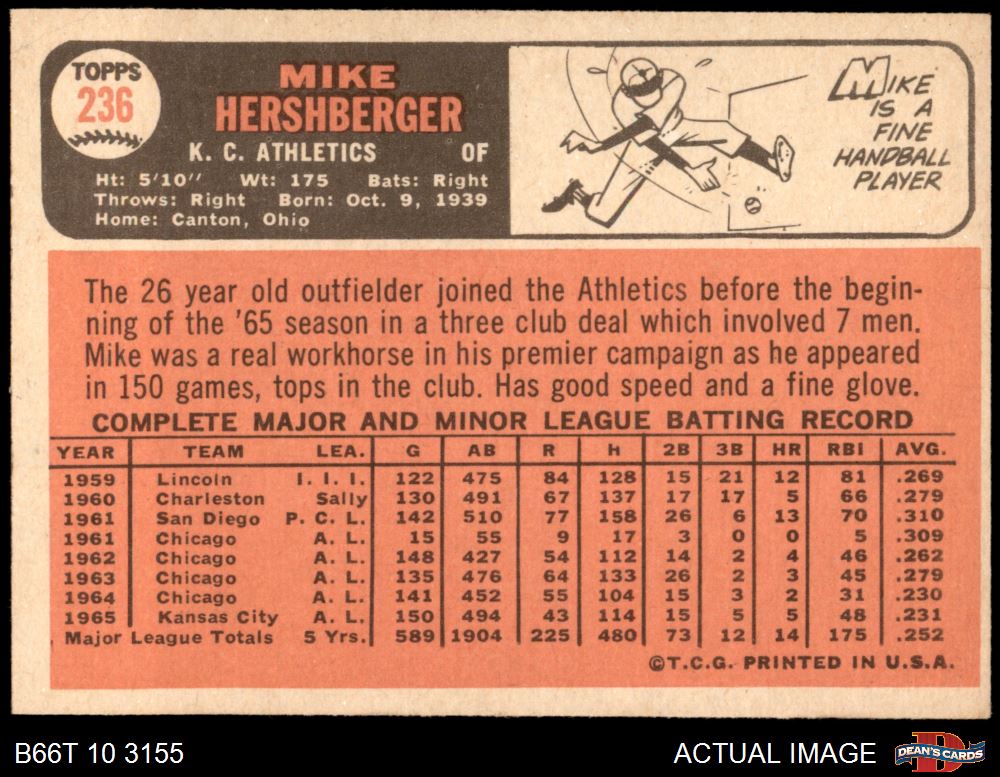 TOPPS
236
MIKE
HERSHBERGER
K. C. ATHLETICS OF
Ht: 5'10" Wt: 175 Bats: Right
Throws: Right Born: Oct. 9, 1939
Home: Canton, Ohio
MIKE
IS A
FINE
HANDBALL
PLAYER
The 26 year old outfielder joined the Athletics before the begin-
ning of the '65 season in a three club deal which involved 7 men.
Mike was a real workhorse in his premier campaign as he appeared
in 150 games, tops in the club. Has good speed and a fine glove.
COMPLETE MAJOR AND MINOR LEAGUE BATTING RECORD
YEAR TEAM LEA. G AB R H 2B 3B HR RBI AVG.
1959 Lincoln I. I. I. 122 475 84 128 15 21 12 81 .269
1960 Charleston Sally 130 491 67 137 17 17 5 66 .279
1961 San Diego P. C. L. 142 510 77 158 26 6 13 70 .310
1961 Chicago A. L. 15 55 9 17 3 0 0 5 .309
1962 Chicago A. L. 148 427 54 112 14 2 4 46 .262
1963 Chicago A. L. 135 476 64 133 26 2 3 45 .279
1964 Chicago A. L. 141 452 55 104 15 3 2 31 .230
1965 Kansas City A. L. 150 494 43 114 15 5 5 48 .231
Major League Totals 5 Yrs. 589 1904 225 480 73 12 14 175 .252
©T.C.G. PRINTED IN U.S.A.
B66T 10 3155 ACTUAL IMAGE
D
DEAN'S CARDS